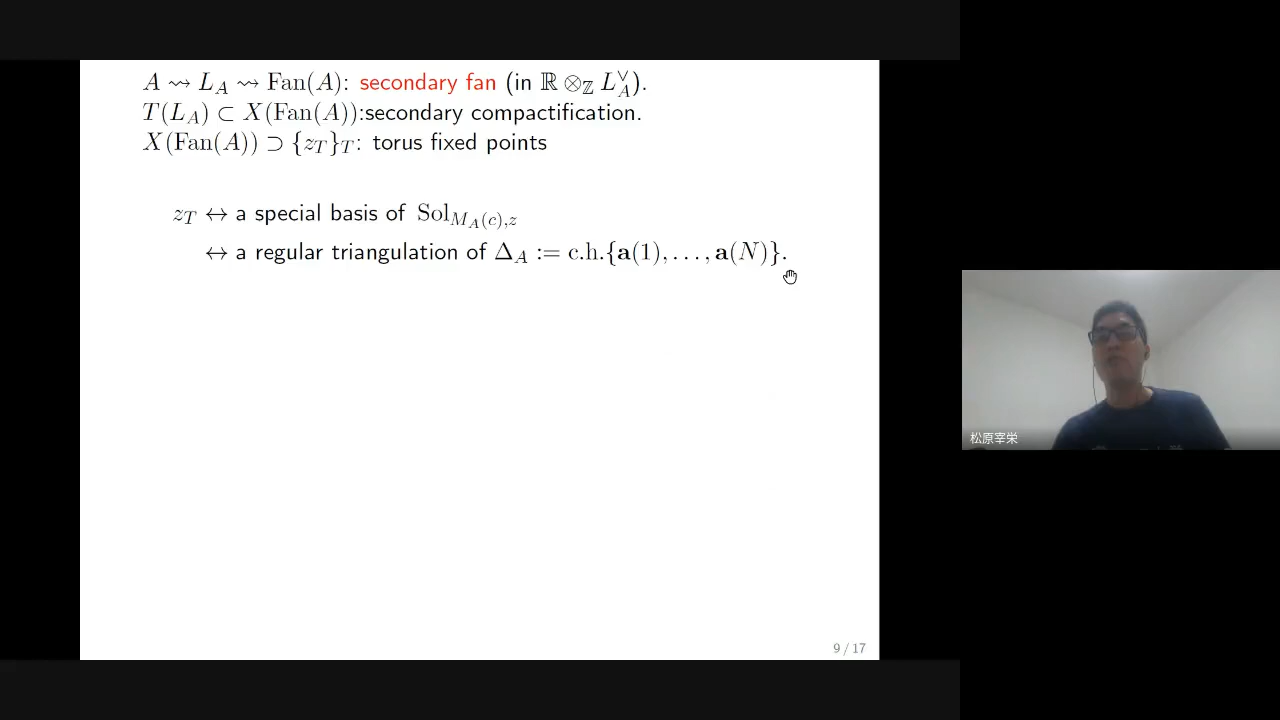 A ⇝ L_A ⇝ Fan(A): secondary fan (in ℝ ⊗_ℤ L_A^∨).
T(L_A) ⊂ X(Fan(A)):secondary compactification.
X(Fan(A)) ⊃ {z_T}_T: torus fixed points
z_T ↔ a special basis of Sol_{M_A(c),z}
↔ a regular triangulation of Δ_A := c.h.{a(1), . . . , a(N)}.
松原宰栄
9 / 17